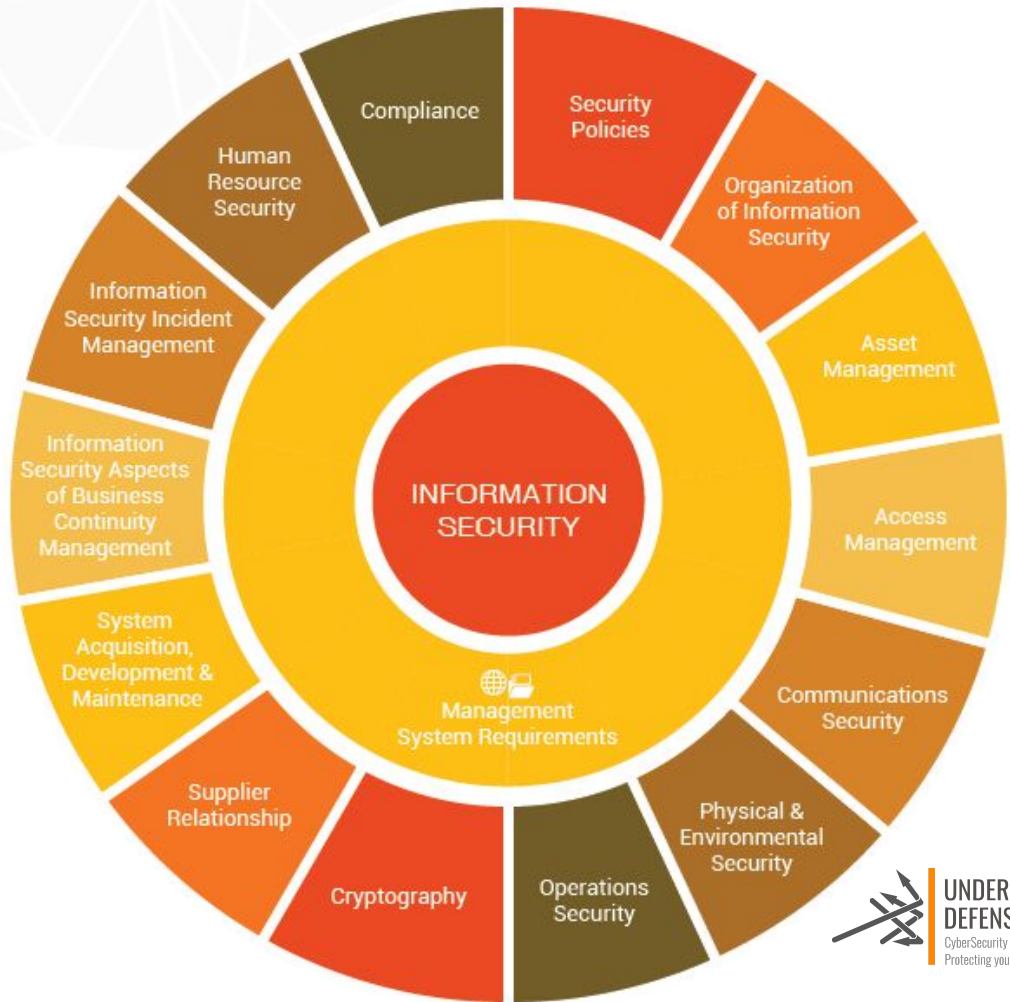 Compliance
Security
Policies
Organization
of Information
Security
Asset
Management
Access
Management
Communications
Security
Physical &
Environmental
Security
Operations
Security
Cryptography
Supplier
Relationship
System
Acquisition,
Development &
Maintenance
Information
Security Aspects
of Business
Continuity
Management
Information
Security Incident
Management
Human
Resource
Security
INFORMATION
SECURITY
Management
System Requirements
UNDER
DEFENS
CyberSecurity
Protecting you